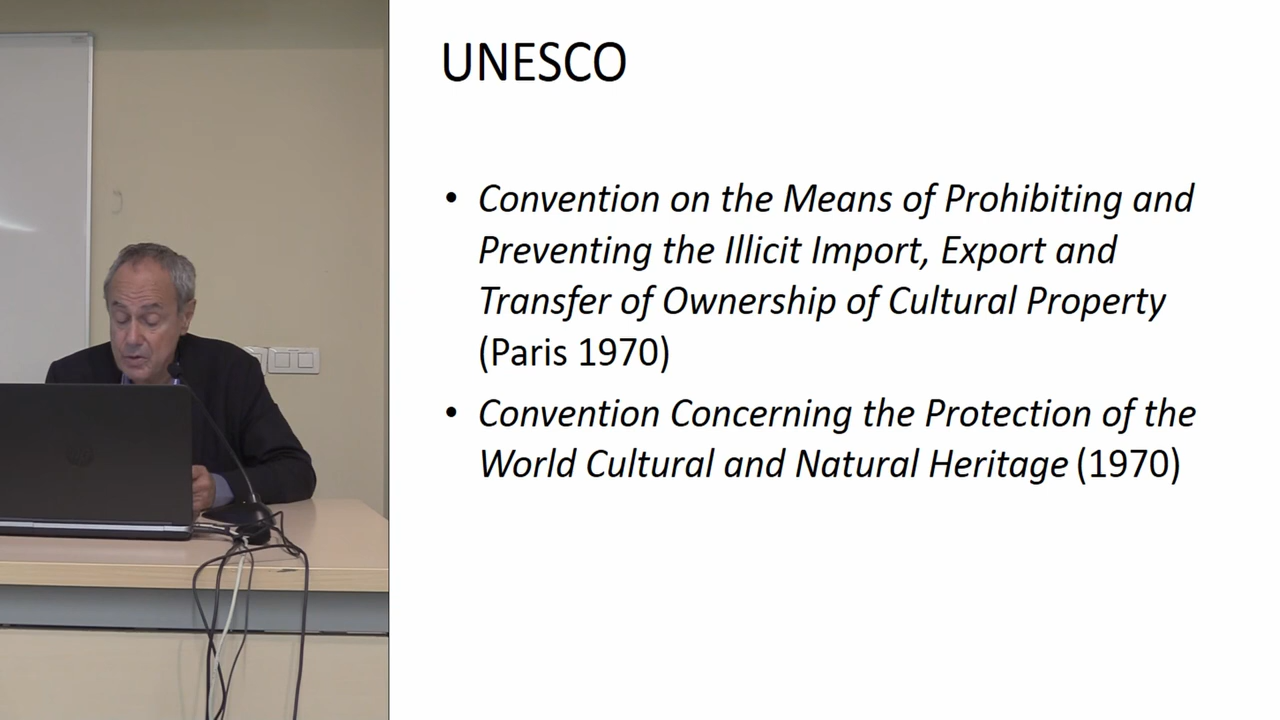 UNESCO
• Convention on the Means of Prohibiting and
Preventing the Illicit Import, Export and
Transfer of Ownership of Cultural Property
(Paris 1970)
• Convention Concerning the Protection of the
World Cultural and Natural Heritage (1970)